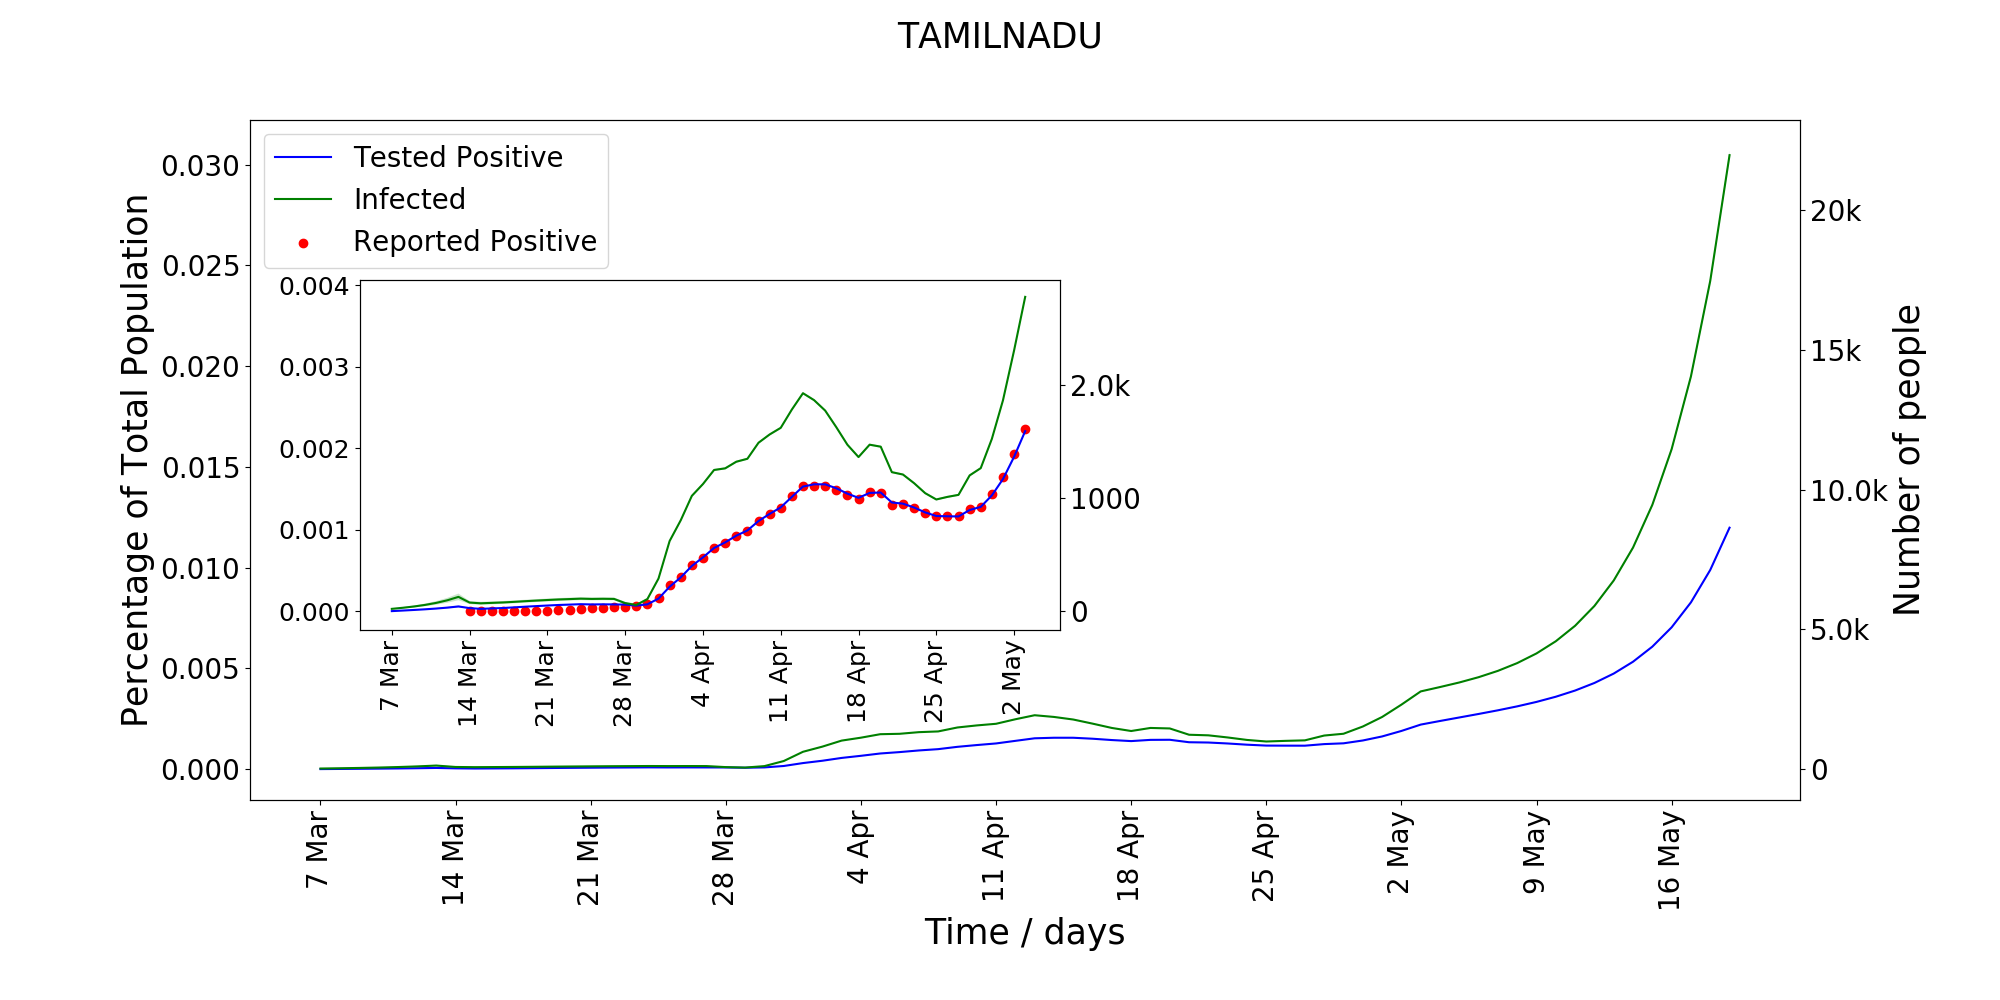 TAMILNADU
Tested Positive
Infected
Reported Positive
Percentage of Total Population
0.030
0.025
0.020
0.015
0.010
0.005
0.000
0.004
0.003
0.002
0.001
0.000
2.0k
1000
0
7 Mar
14 Mar
21 Mar
28 Mar
4 Apr
11 Apr
18 Apr
25 Apr
2 May
20k
15k
10.0k
5.0k
0
Number of people
7 Mar
14 Mar
21 Mar
28 Mar
4 Apr
11 Apr
18 Apr
25 Apr
2 May
9 May
16 May
Time / days